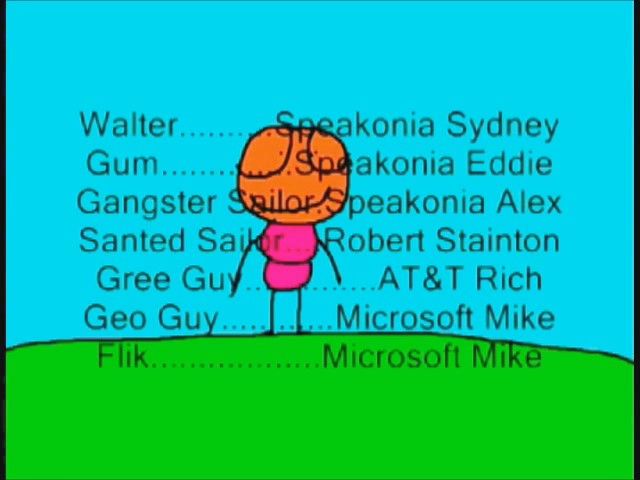 Walter..........Speakonia Sydney
Gum.............Speakonia Eddie
Gangster Sailor.Speakonia Alex
Santed Sailor....Robert Stainton
Gree Guy..............AT&T Rich
Geo Guy............Microsoft Mike
Flik..................Microsoft Mike